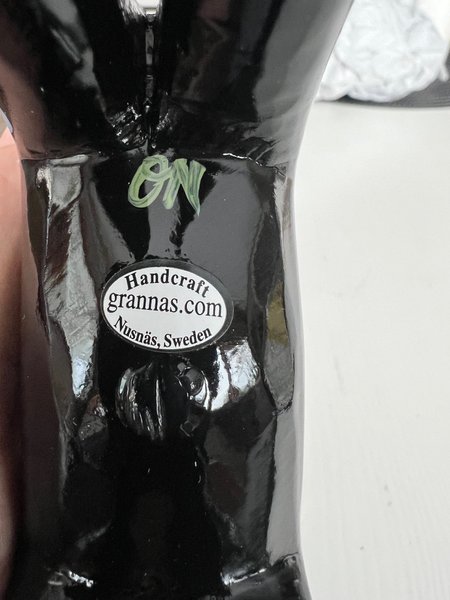 ON
Handcraft
grannas.com
Nusnäs, Sweden